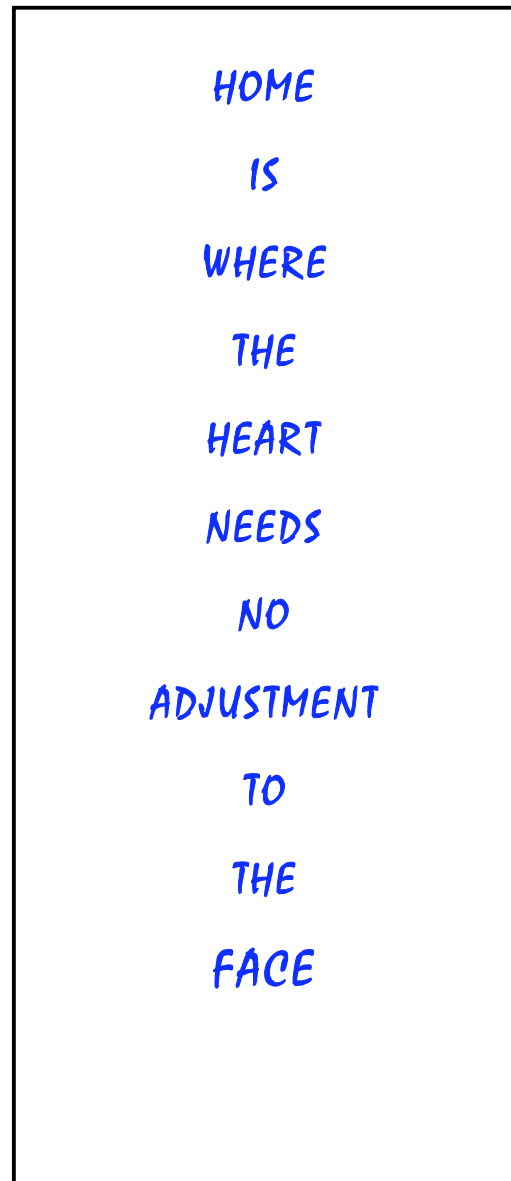 HOME
IS
WHERE
THE
HEART
NEEDS
NO
ADJUSTMENT
TO
THE
FACE